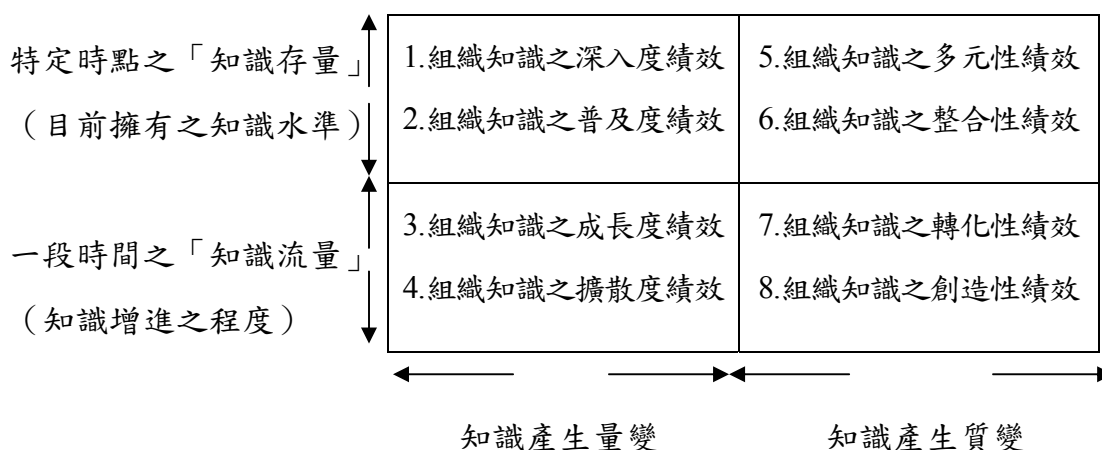 特定時點之「知識存量」
（目前擁有之知識水準）
1.組織知識之深入度績效
2.組織知識之普及度績效
5.組織知識之多元性績效
6.組織知識之整合性績效
一段時間之「知識流量」
（知識增進之程度）
3.組織知識之成長度績效
4.組織知識之擴散度績效
7.組織知識之轉化性績效
8.組織知識之創造性績效
知識產生量變
知識產生質變